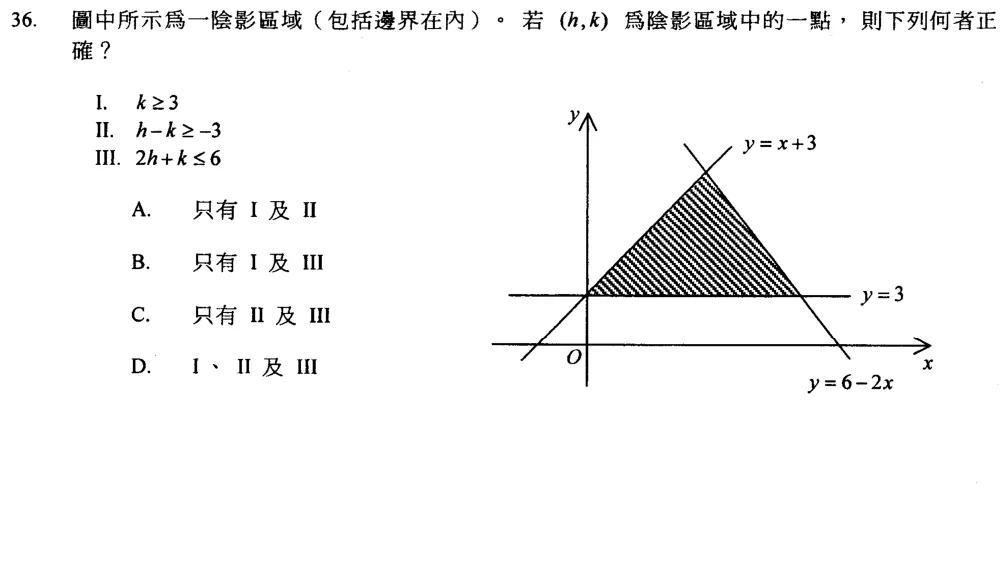 36. 圖中所示爲一陰影區域（包括邊界在內）。 若 (h,k) 爲陰影區域中的一點，則下列何者正
確？
I. k ≥ 3
II. h − k ≥ −3
III. 2h + k ≤ 6
A. 只有 I 及 II
B. 只有 I 及 III
C. 只有 II 及 III
D. I、II 及 III
y
y = x + 3
y = 3
O
x
y = 6 − 2x